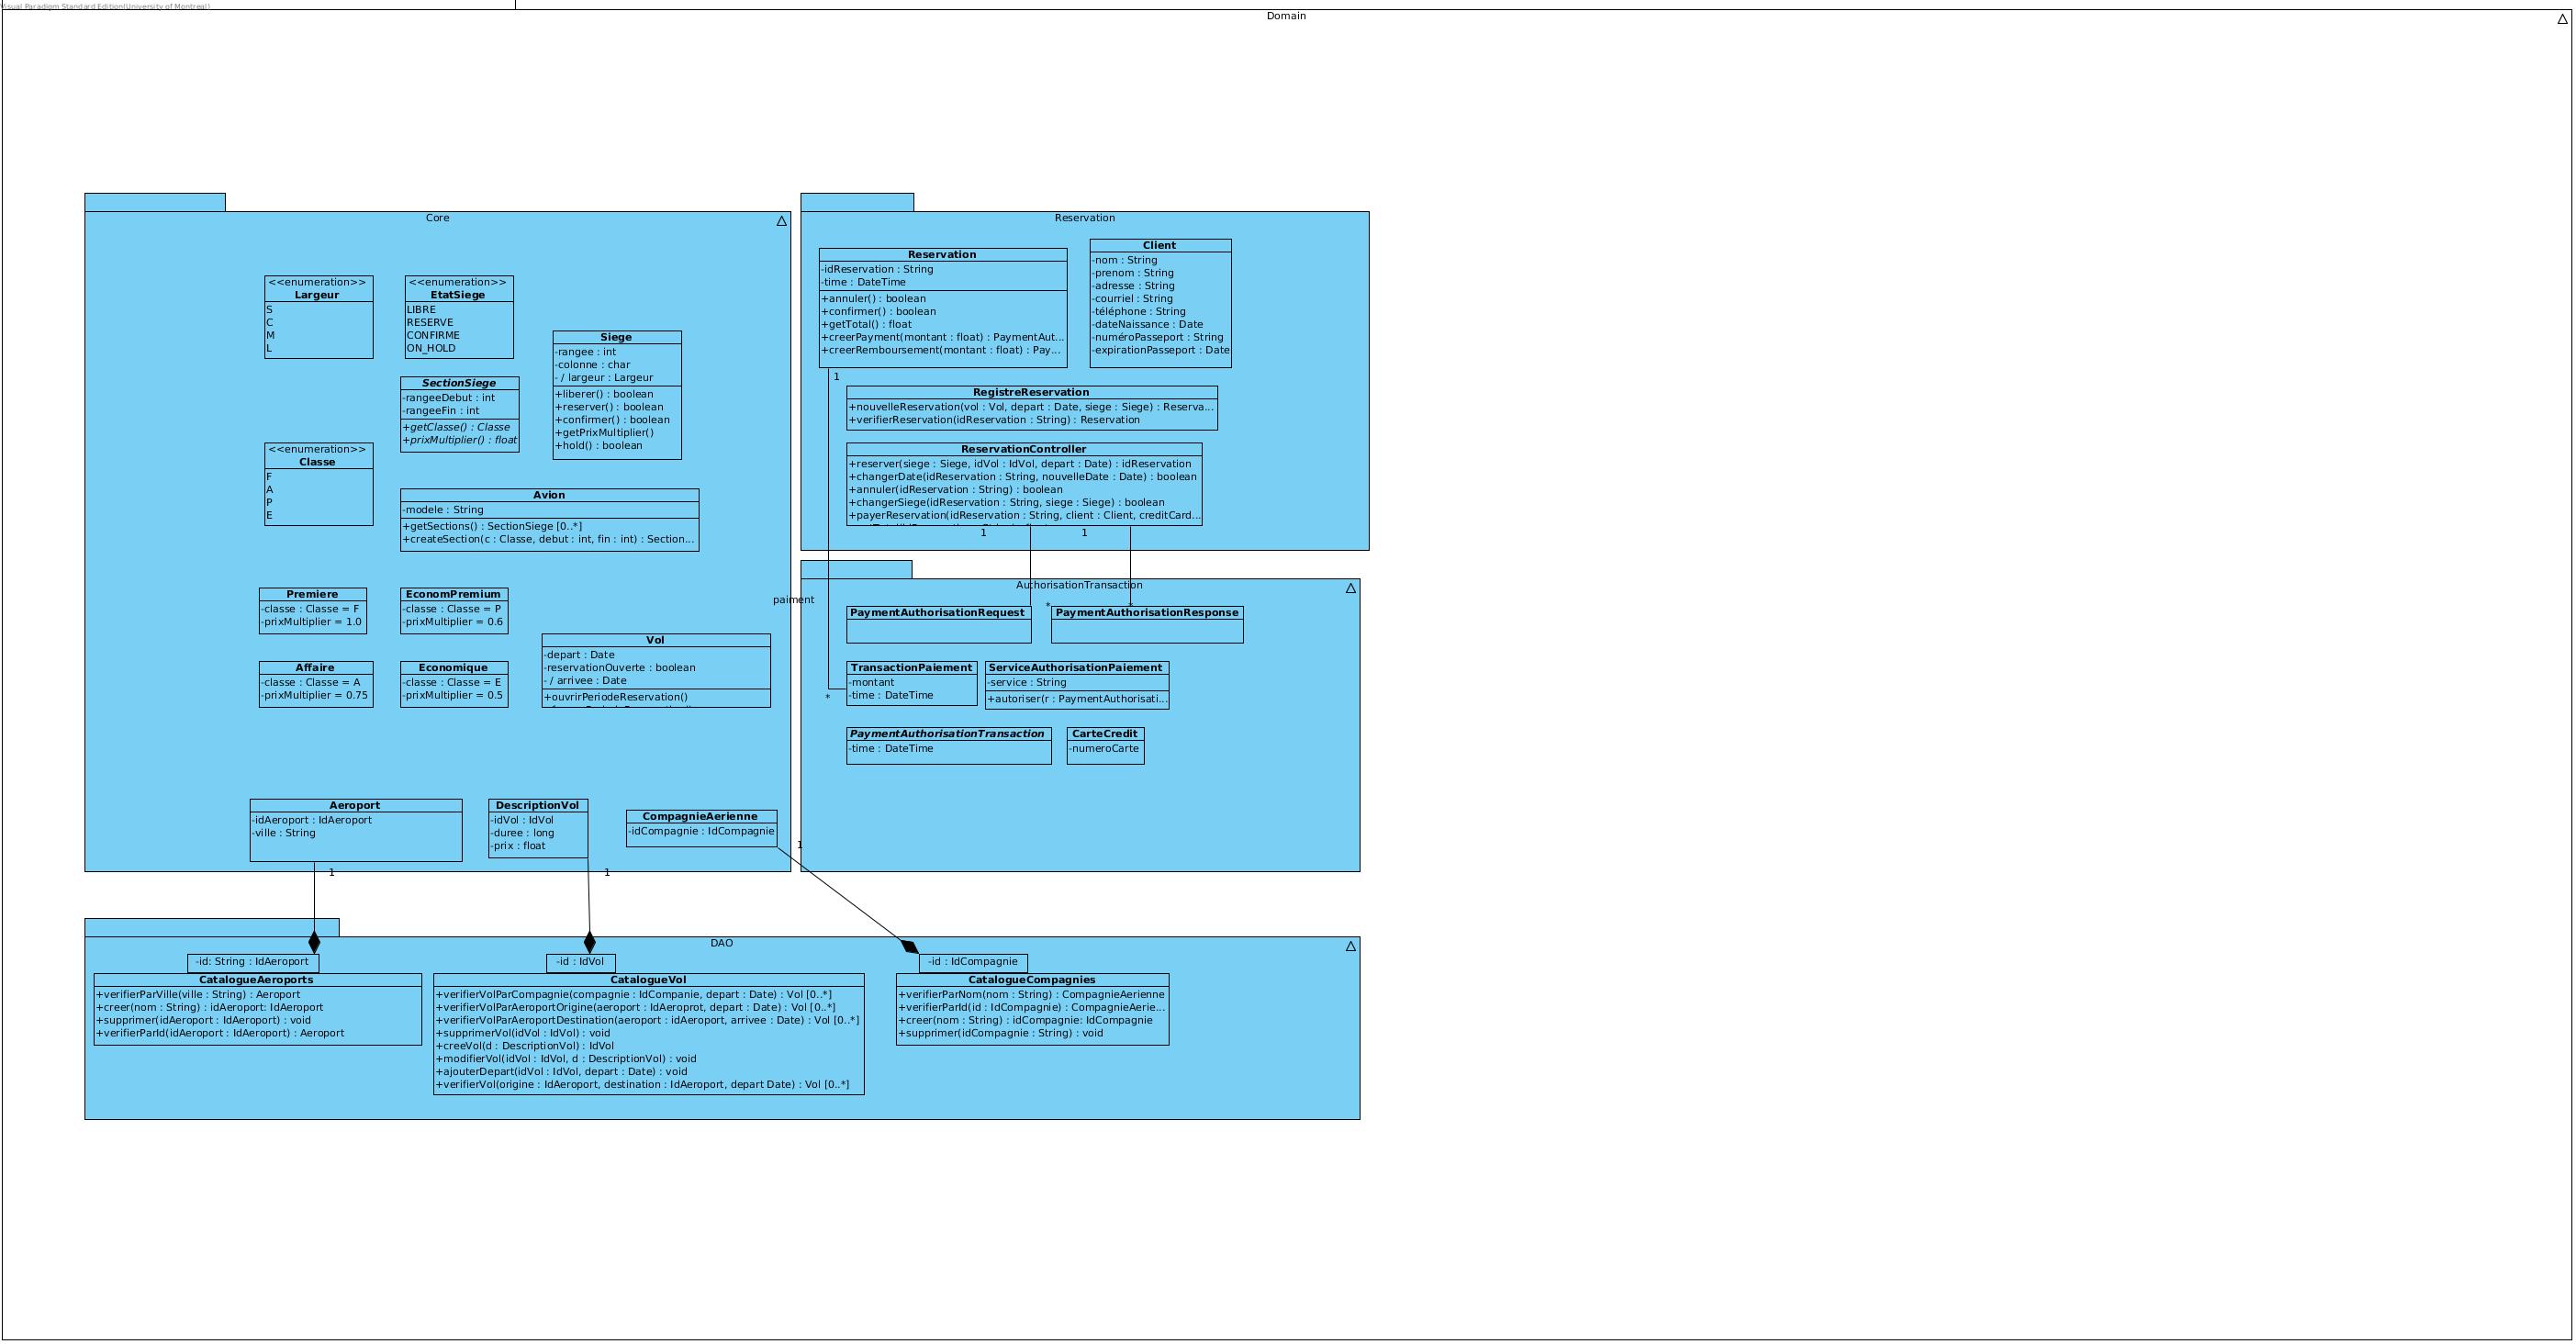 Visual Paradigm Standard Edition(University of Montreal)
Domain
Core
<<enumeration>>
Largeur
S
C
M
L
<<enumeration>>
EtatSiege
LIBRE
RESERVE
CONFIRME
ON_HOLD
Siege
-rangee : int
-colonne : char
- / largeur : Largeur
+liberer() : boolean
+reserver() : boolean
+confirmer() : boolean
+getPrixMultiplier()
+hold() : boolean
SectionSiege
-rangeeDebut : int
-rangeeFin : int
+getClasse() : Classe
+prixMultiplier() : float
<<enumeration>>
Classe
F
A
P
E
Avion
-modele : String
+getSections() : SectionSiege [0..*]
+createSection(c : Classe, debut : int, fin : int) : Section...
Premiere
-classe : Classe = F
-prixMultiplier = 1.0
EconomPremium
-classe : Classe = P
-prixMultiplier = 0.6
Affaire
-classe : Classe = A
-prixMultiplier = 0.75
Economique
-classe : Classe = E
-prixMultiplier = 0.5
Vol
-depart : Date
-reservationOuverte : boolean
- / arrivee : Date
+ouvrirPeriodeReservation()
Aeroport
-idAeroport : IdAeroport
-ville : String
DescriptionVol
-idVol : IdVol
-duree : long
-prix : float
CompagnieAerienne
-idCompagnie : IdCompagnie
1
1
1
Reservation
Reservation
-idReservation : String
-time : DateTime
+annuler() : boolean
+confirmer() : boolean
+getTotal() : float
+creerPayment(montant : float) : PaymentAut...
+creerRemboursement(montant : float) : Pay...
Client
-nom : String
-prenom : String
-adresse : String
-courriel : String
-téléphone : String
-dateNaissance : Date
-numéroPasseport : String
-expirationPasseport : Date
1
RegistreReservation
+nouvelleReservation(vol : Vol, depart : Date, siege : Siege) : Reserva...
+verifierReservation(idReservation : String) : Reservation
ReservationController
+reserver(siege : Siege, idVol : IdVol, depart : Date) : idReservation
+changerDate(idReservation : String, nouvelleDate : Date) : boolean
+annuler(idReservation : String) : boolean
+changerSiege(idReservation : String, siege : Siege) : boolean
+payerReservation(idReservation : String, client : Client, creditCard...
1
1
AuthorisationTransaction
paiment
*
*
PaymentAuthorisationRequest
PaymentAuthorisationResponse
TransactionPaiement
-montant
-time : DateTime
*
ServiceAuthorisationPaiement
-service : String
+autoriser(r : PaymentAuthorisati...
PaymentAuthorisationTransaction
-time : DateTime
CarteCredit
-numeroCarte
DAO
-id: String : IdAeroport
CatalogueAeroports
+verifierParVille(ville : String) : Aeroport
+creer(nom : String) : idAeroport: IdAeroport
+supprimer(idAeroport : IdAeroport) : void
+verifierParId(idAeroport : IdAeroport) : Aeroport
-id : IdVol
CatalogueVol
+verifierVolParCompagnie(compagnie : IdCompanie, depart : Date) : Vol [0..*]
+verifierVolParAeroportOrigine(aeroport : IdAeroprot, depart : Date) : Vol [0..*]
+verifierVolParAeroportDestination(aeroport : idAeroport, arrivee : Date) : Vol [0..*]
+supprimerVol(idVol : IdVol) : void
+creeVol(d : DescriptionVol) : IdVol
+modifierVol(idVol : IdVol, d : DescriptionVol) : void
+ajouterDepart(idVol : IdVol, depart : Date) : void
+verifierVol(origine : IdAeroport, destination : IdAeroport, depart Date) : Vol [0..*]
-id : IdCompagnie
CatalogueCompagnies
+verifierParNom(nom : String) : CompagnieAerienne
+verifierParId(id : IdCompagnie) : CompagnieAerie...
+creer(nom : String) : idCompagnie: IdCompagnie
+supprimer(idCompagnie : String) : void